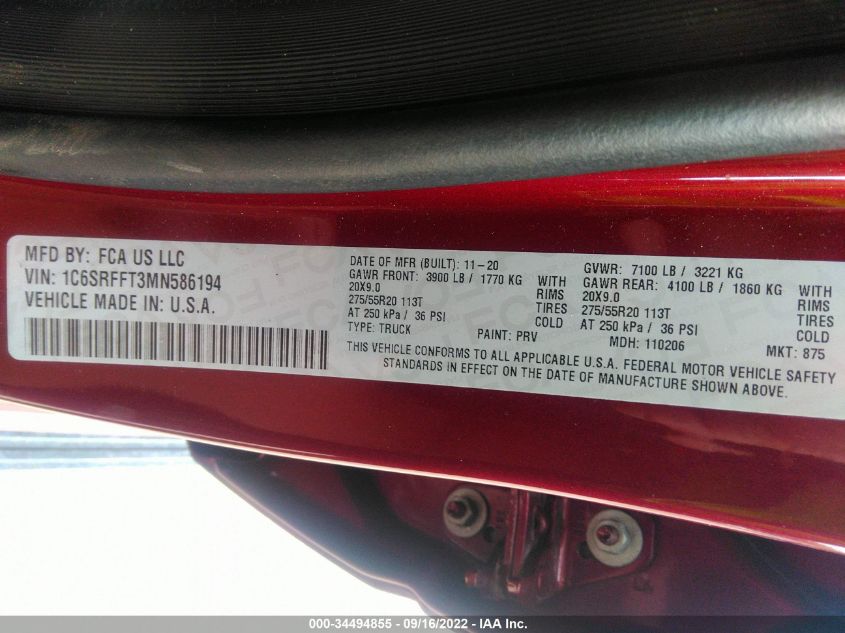 MFD BY: FCA US LLC
VIN: 1C6SRFFT3MN586194
VEHICLE MADE IN: U.S.A.
DATE OF MFR (BUILT): 11-20
GAWR FRONT: 3900 LB / 1770 KG WITH
20X9.0 RIMS
275/55R20 113T TIRES
AT 250 kPa / 36 PSI COLD
TYPE: TRUCK PAINT: PRV
GVWR: 7100 LB / 3221 KG
GAWR REAR: 4100 LB / 1860 KG WITH
20X9.0 RIMS
275/55R20 113T TIRES
AT 250 kPa / 36 PSI COLD
MDH: 110206 MKT: 875
THIS VEHICLE CONFORMS TO ALL APPLICABLE U.S.A. FEDERAL MOTOR VEHICLE SAFETY
STANDARDS IN EFFECT ON THE DATE OF MANUFACTURE SHOWN ABOVE.
000-34494855 - 09/16/2022 - IAA Inc.